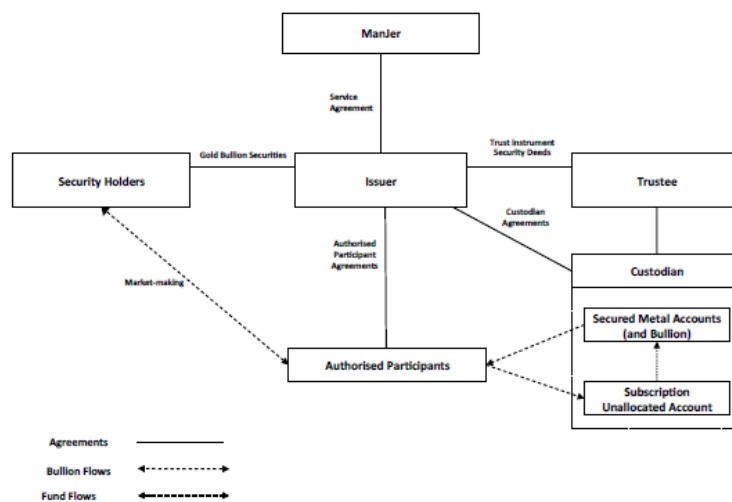 ManJer
Service
Agreement
Gold Bullion Securities
Trust Instrument
Security Deeds
Security Holders
Issuer
Trustee
Custodian
Agreements
Authorised
Participant
Agreements
Custodian
Market-making
Secured Metal Accounts
(and Bullion)
Authorised Participants
Subscription
Unallocated Account
Agreements
Bullion Flows
Fund Flows